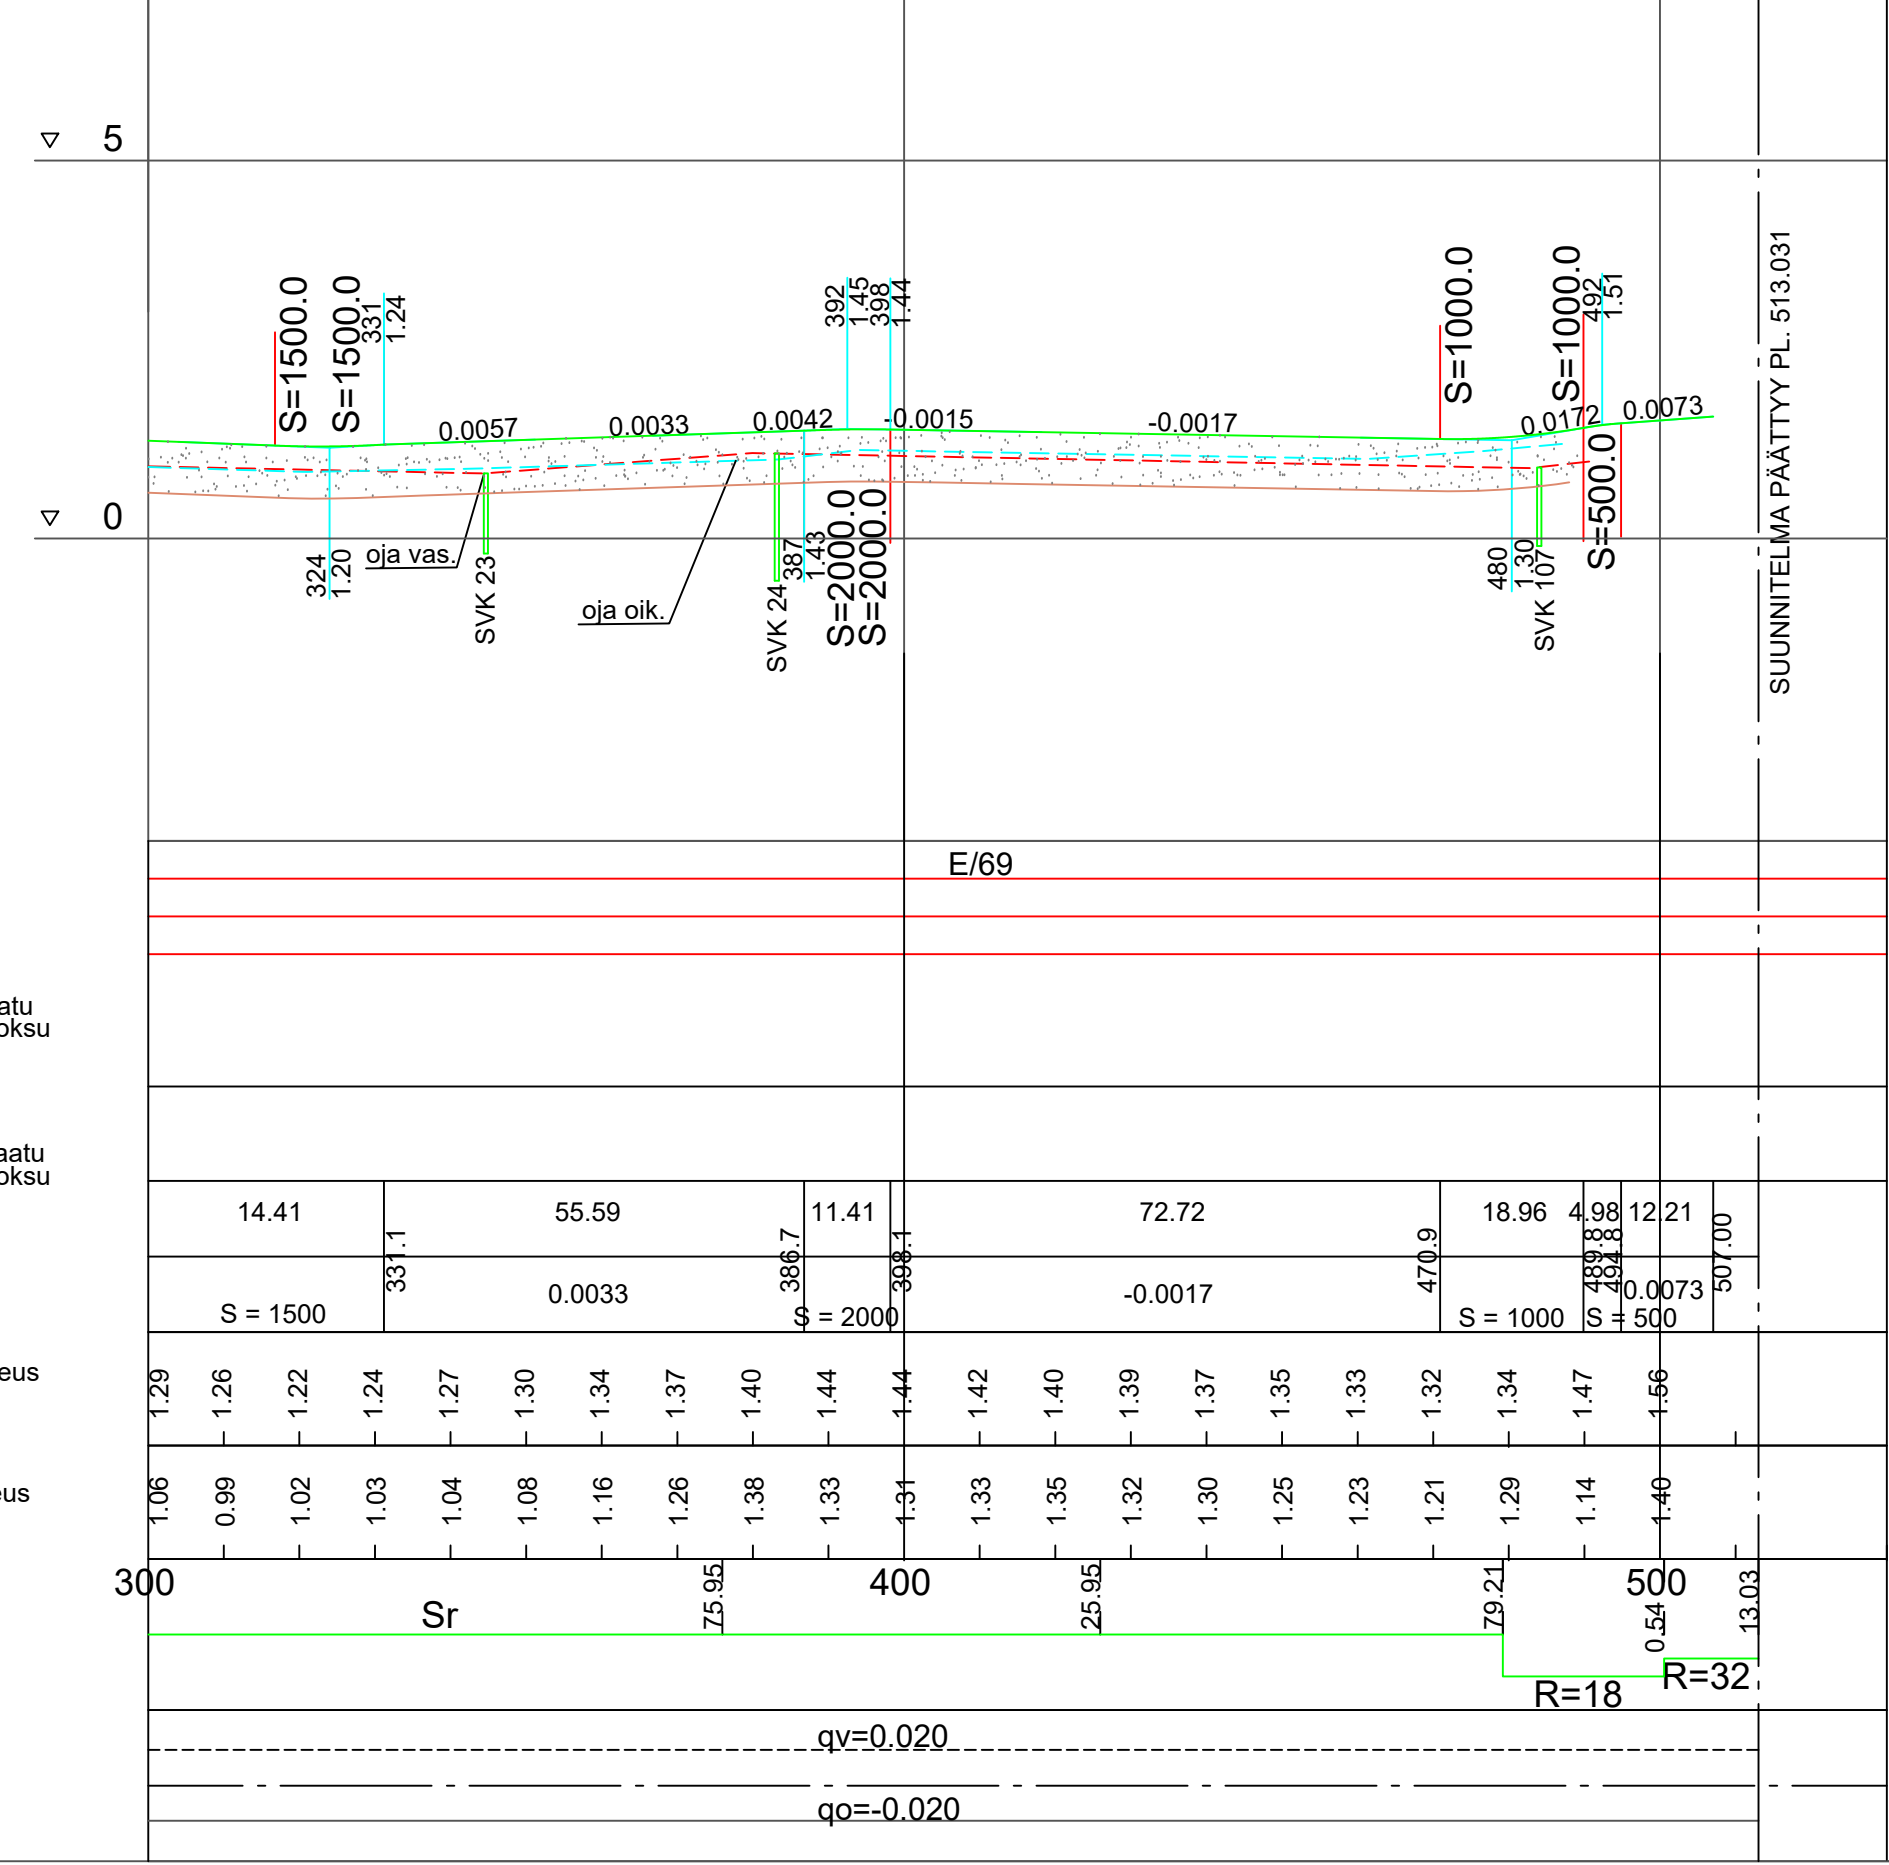 5
0
S=1500.0
S=1500.0
331
1.24
392
1.45
398
1.44
S=1000.0
S=1000.0
492
1.51
SUUNNITELMA PÄÄTTYY PL. 513.031
0.0057
0.0033
0.0042
-0.0015
-0.0017
0.0172
0.0073
324
1.20
oja vas.
SVK 23
oja oik.
SVK 24
387
1.43
S=2000.0
S=2000.0
480
1.30
SVK 107
S=500.0
E/69
atu
oksu
aatu
oksu
14.41
55.59
11.41
72.72
18.96
4.98
12.21
331.1
386.7
398.1
470.9
489.8
494.8
507.00
S = 1500
0.0033
S = 2000
-0.0017
S = 1000
S = 500
0.0073
eus
1.29 1.26 1.22 1.24 1.27 1.30 1.34 1.37 1.40 1.44 1.44 1.42 1.40 1.39 1.37 1.35 1.33 1.32 1.34 1.47 1.56
eus
1.06 0.99 1.02 1.03 1.04 1.08 1.16 1.26 1.38 1.33 1.31 1.33 1.35 1.32 1.30 1.25 1.23 1.21 1.29 1.14 1.40
300
400
500
Sr
75.95
25.95
79.21
0.54
13.03
R=18
R=32
qv=0.020
qo=-0.020